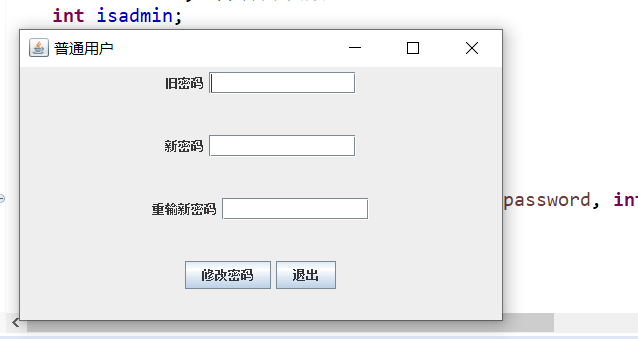 int isadmin;
普通用户
旧密码
新密码
password, int
重输新密码
修改密码 退出